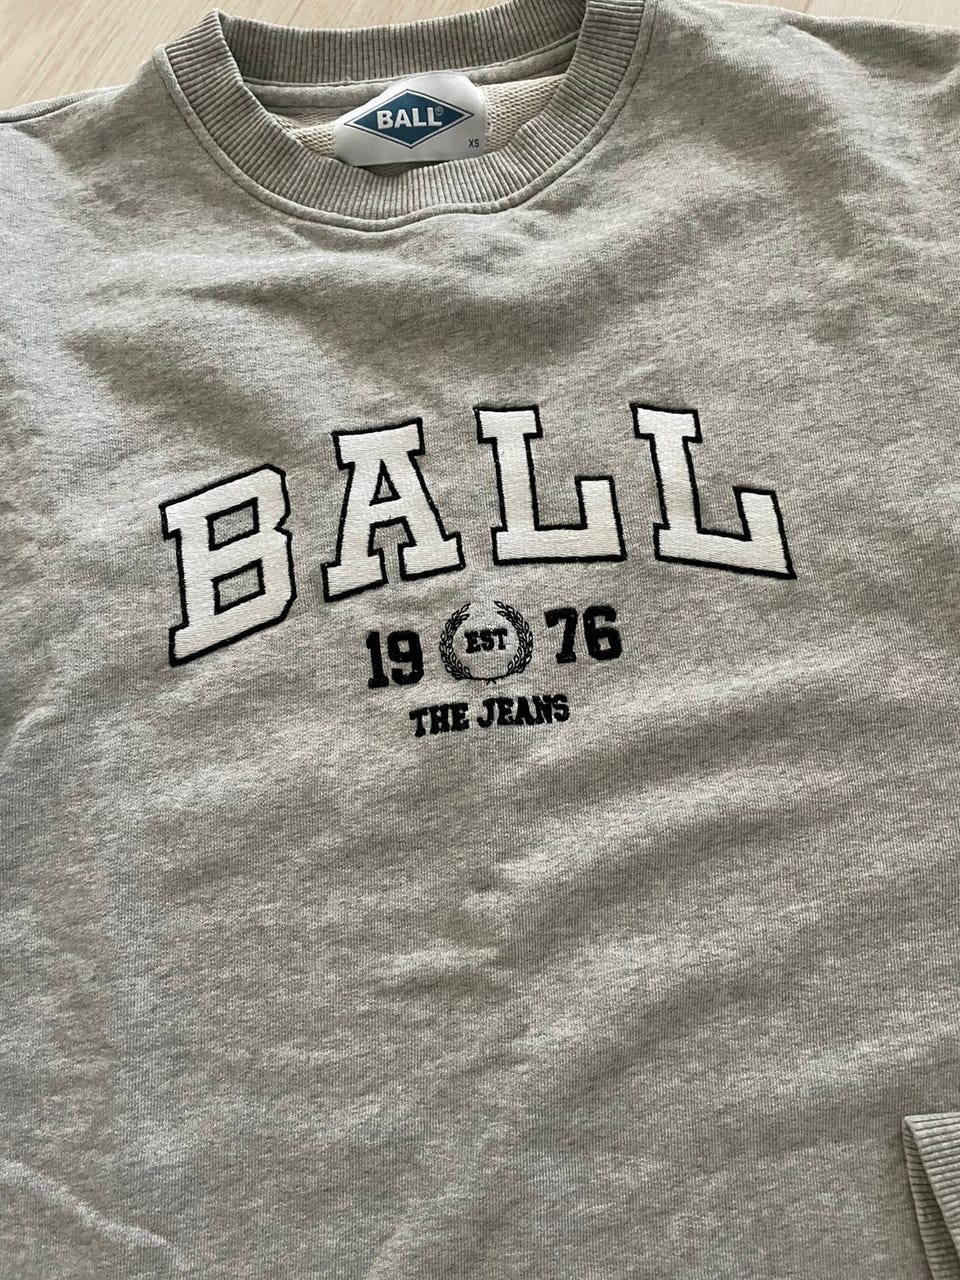 BALL®
XS
BALL
19 EST 76
THE JEANS